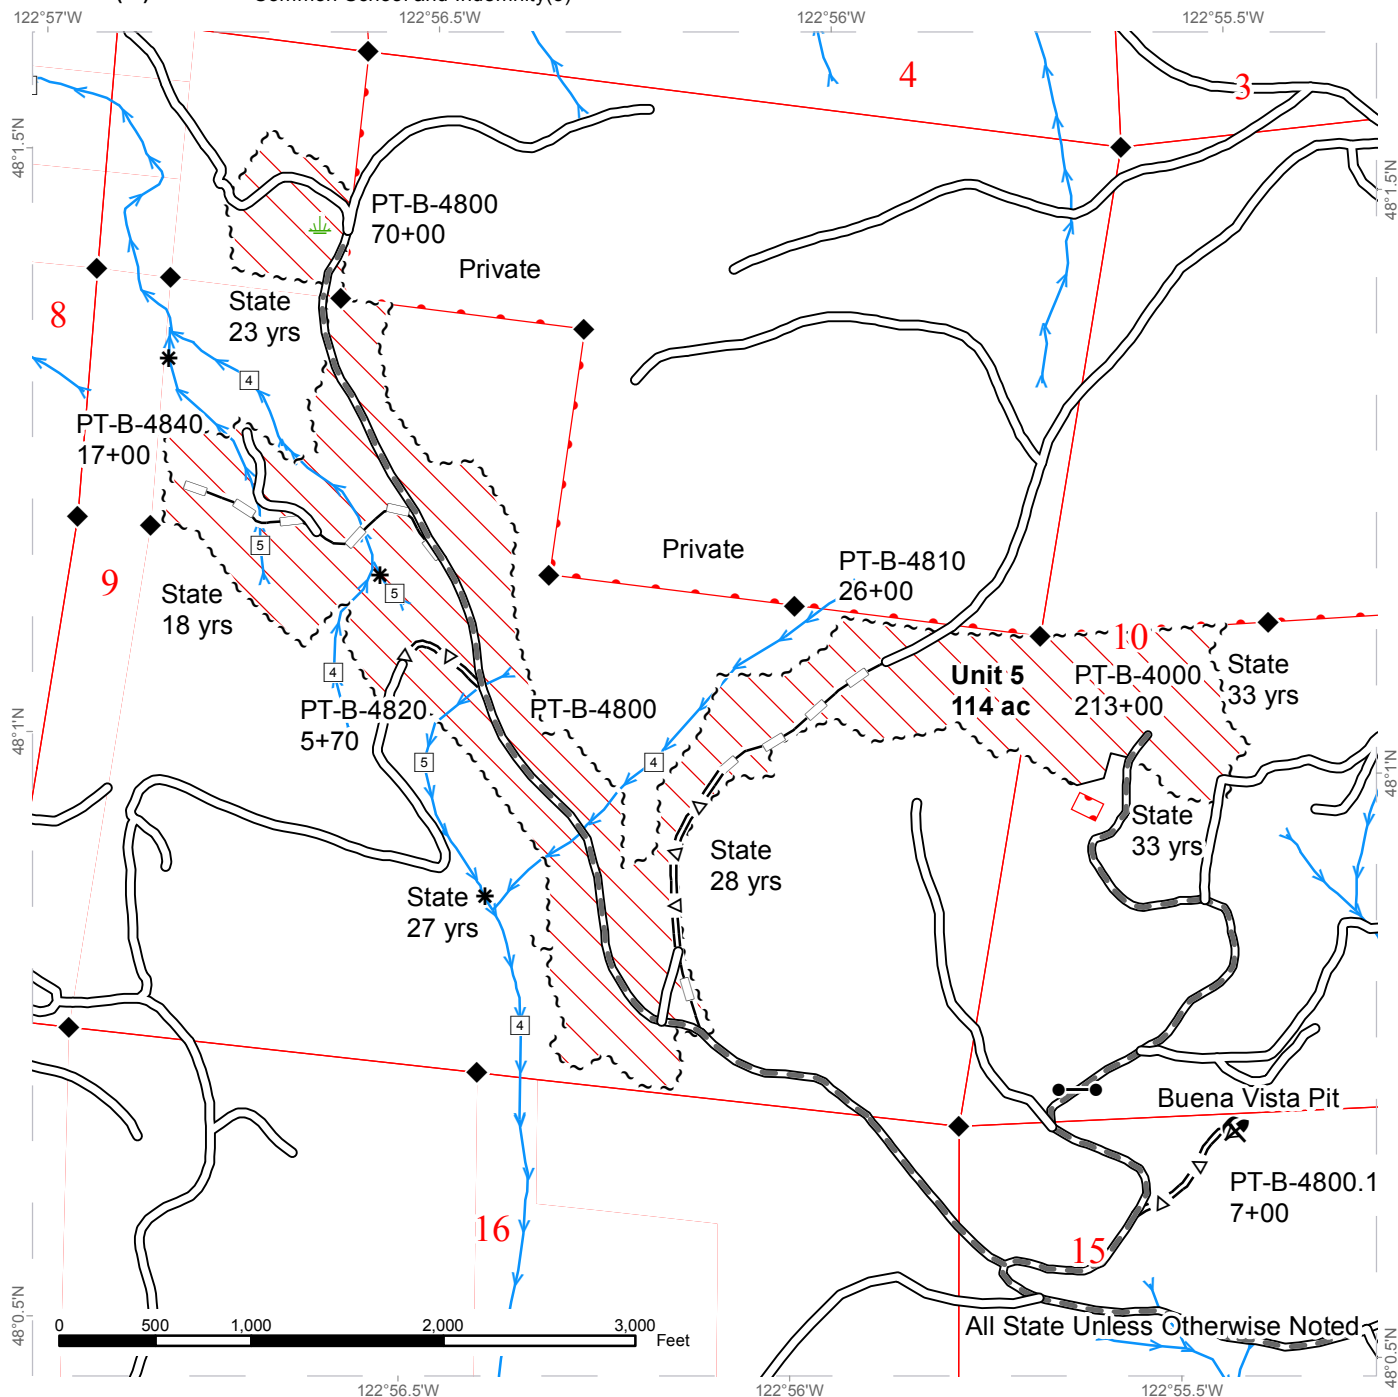 Common School and Indemnity(3)
122°57'W
122°56.5'W
122°56'W
122°55.5'W
4
3
48°1.5'N
48°1.5'N
PT-B-4800
70+00
Private
State
23 yrs
8
4
PT-B-4840
17+00
5
Private
PT-B-4810
26+00
9
State
18 yrs
5
10
4
Unit 5
114 ac
PT-B-4000
213+00
State
33 yrs
PT-B-4820
5+70
PT-B-4800
48°1'N
48°1'N
5
4
State
33 yrs
State
28 yrs
State
27 yrs
4
Buena Vista Pit
PT-B-4800.1
7+00
16
15
48°0.5'N
48°0.5'N
0 500 1,000 2,000 3,000
Feet
All State Unless Otherwise Noted
122°56.5'W
122°56'W
122°55.5'W